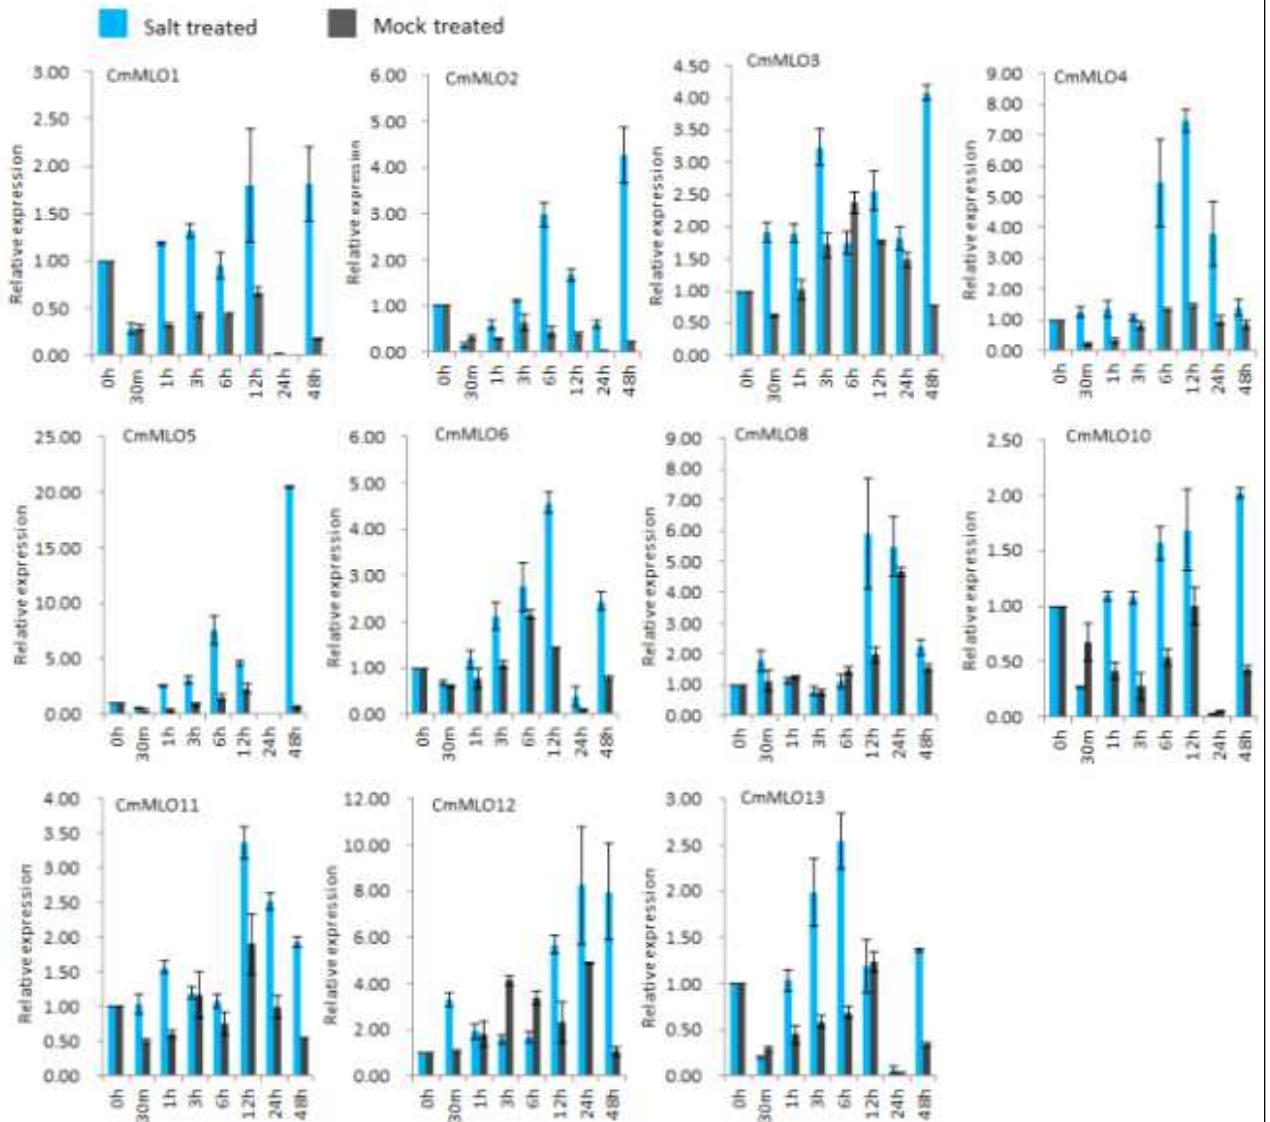 Salt treated
Mock treated
CmMLO1
Relative expression
3.00
2.50
2.00
1.50
1.00
0.50
0.00
0h 30m 1h 3h 6h 12h 24h 48h
CmMLO2
Relative expression
6.00
5.00
4.00
3.00
2.00
1.00
0.00
0h 30m 1h 3h 6h 12h 24h 48h
CmMLO3
Relative expression
4.50
4.00
3.50
3.00
2.50
2.00
1.50
1.00
0.50
0.00
0h 30m 1h 3h 6h 12h 24h 48h
CmMLO4
Relative expression
9.00
8.00
7.00
6.00
5.00
4.00
3.00
2.00
1.00
0.00
0h 30m 1h 3h 6h 12h 24h 48h
CmMLO5
Relative expression
25.00
20.00
15.00
10.00
5.00
0.00
0h 30m 1h 3h 6h 12h 24h 48h
CmMLO6
Relative expression
6.00
5.00
4.00
3.00
2.00
1.00
0.00
0h 30m 1h 3h 6h 12h 24h 48h
CmMLO8
Relative expression
9.00
8.00
7.00
6.00
5.00
4.00
3.00
2.00
1.00
0.00
0h 30m 1h 3h 6h 12h 24h 48h
CmMLO10
Relative expression
2.50
2.00
1.50
1.00
0.50
0.00
0h 30m 1h 3h 6h 12h 24h 48h
CmMLO11
Relative expression
4.00
3.50
3.00
2.50
2.00
1.50
1.00
0.50
0.00
0h 30m 1h 3h 6h 12h 24h 48h
CmMLO12
Relative expression
12.00
10.00
8.00
6.00
4.00
2.00
0.00
0h 30m 1h 3h 6h 12h 24h 48h
CmMLO13
Relative expression
3.00
2.50
2.00
1.50
1.00
0.50
0.00
0h 30m 1h 3h 6h 12h 24h 48h